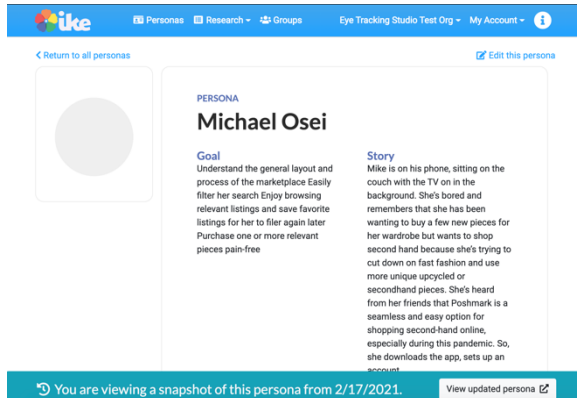 ike
Personas Research Groups Eye Tracking Studio Test Org My Account i
Return to all personas
Edit this persona
PERSONA
Michael Osei
Goal
Understand the general layout and
process of the marketplace Easily
filter her search Enjoy browsing
relevant listings and save favorite
listings for her to filer again later
Purchase one or more relevant
pieces pain-free
Story
Mike is on his phone, sitting on the
couch with the TV on in the
background. She's bored and
remembers that she has been
wanting to buy a few new pieces for
her wardrobe but wants to shop
second hand because she's trying to
cut down on fast fashion and use
more unique upcycled or
secondhand pieces. She's heard
from her friends that Poshmark is a
seamless and easy option for
shopping second-hand online,
especially during this pandemic. So,
she downloads the app, sets up an
account
You are viewing a snapshot of this persona from 2/17/2021.
View updated persona